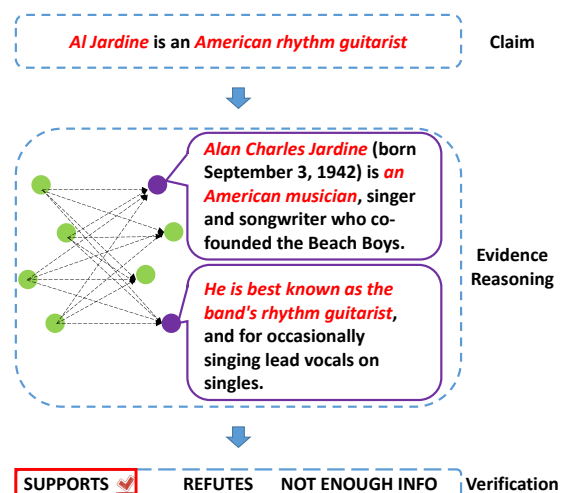 Al Jardine is an American rhythm guitarist
Claim
Alan Charles Jardine (born
September 3, 1942) is an
American musician, singer
and songwriter who co-
founded the Beach Boys.
Evidence
Reasoning
He is best known as the
band's rhythm guitarist,
and for occasionally
singing lead vocals on
singles.
SUPPORTS REFUTES NOT ENOUGH INFO Verification